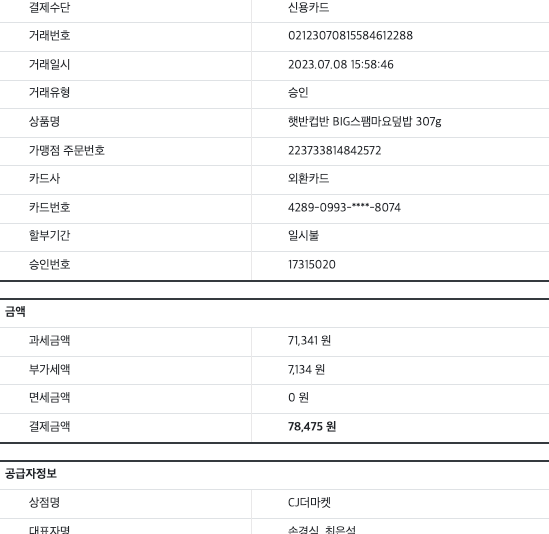 결제수단 신용카드
거래번호 02123070815584612288
거래일시 2023.07.08 15:58:46
거래유형 승인
상품명 햇반컵반 BIG스팸마요덮밥 307g
가맹점 주문번호 223733814842572
카드사 외환카드
카드번호 4289-0993-****-8074
할부기간 일시불
승인번호 17315020
금액
과세금액 71,341 원
부가세액 7,134 원
면세금액 0 원
결제금액 78,475 원
공급자정보
상점명 CJ더마켓
대표자명 손경식, 최은석